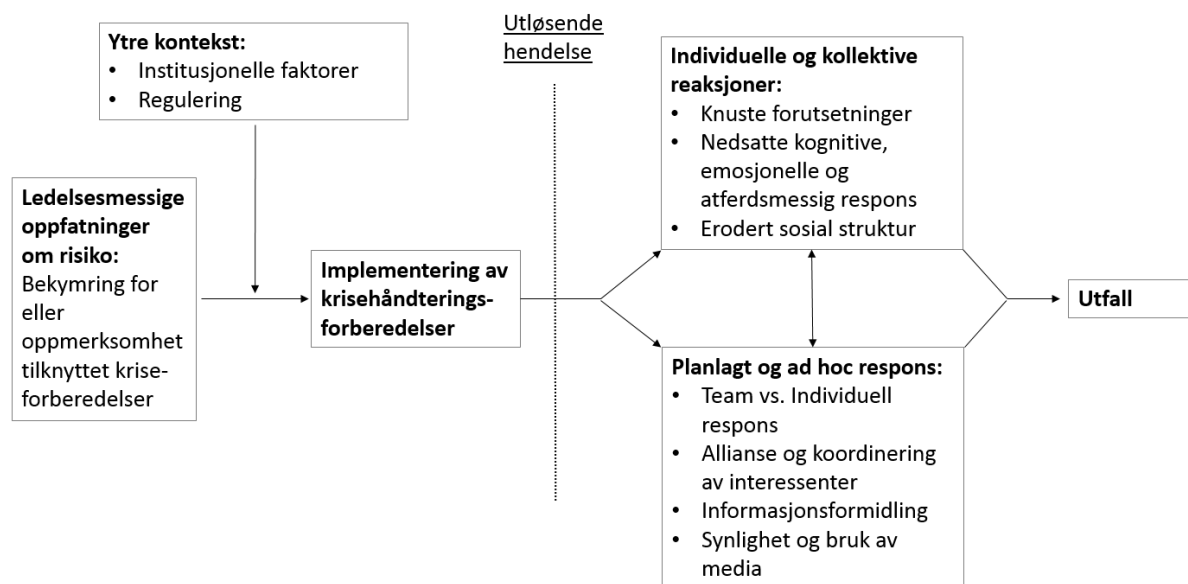 Ytre kontekst:
• Institusjonelle faktorer
• Regulering
Utløsende
hendelse
Ledelsesmessige
oppfatninger
om risiko:
Bekymring for
eller
oppmerksomhet
tilknyttet krise-
forberedelser
Implementering av
krisehåndterings-
forberedelser
Individuelle og kollektive
reaksjoner:
• Knuste forutsetninger
• Nedsatte kognitive,
emosjonelle og
atferdsmessig respons
• Erodert sosial struktur
Planlagt og ad hoc respons:
• Team vs. Individuell
respons
• Allianse og koordinering
av interessenter
• Informasjonsformidling
• Synlighet og bruk av
media
Utfall